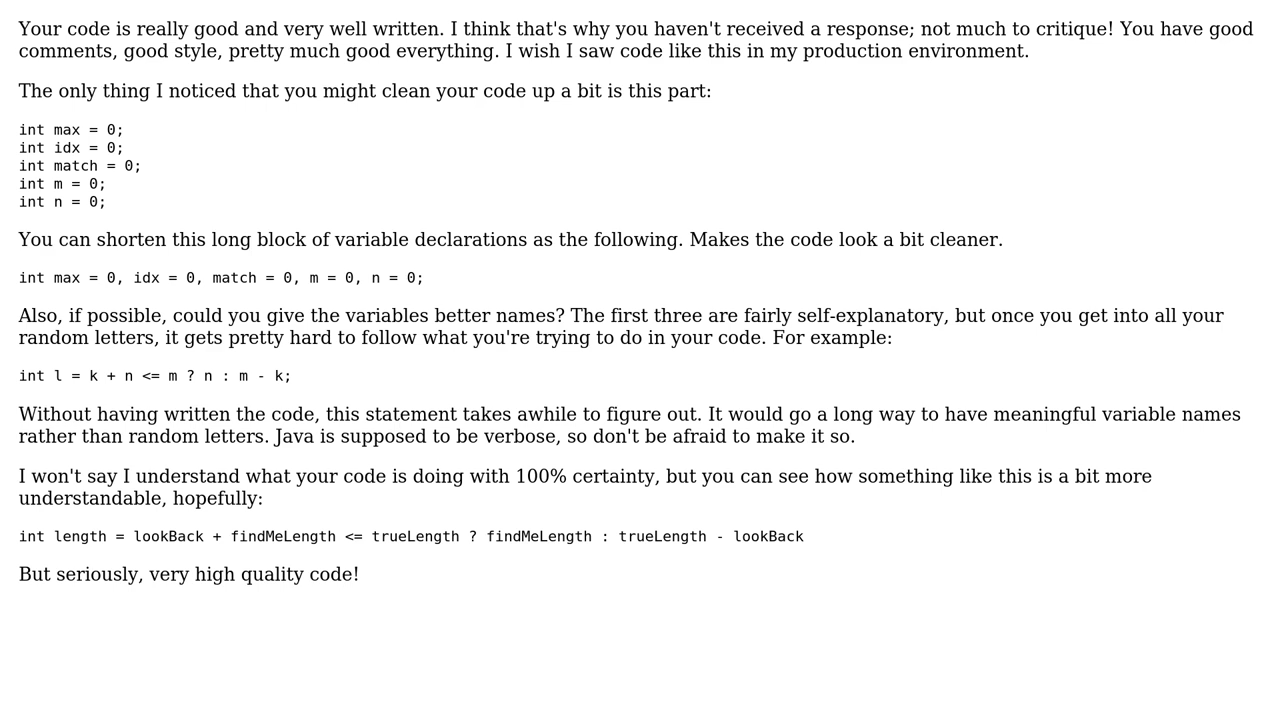 Your code is really good and very well written. I think that's why you haven't received a response; not much to critique! You have good
comments, good style, pretty much good everything. I wish I saw code like this in my production environment.
The only thing I noticed that you might clean your code up a bit is this part:
int max = 0;
int idx = 0;
int match = 0;
int m = 0;
int n = 0;
You can shorten this long block of variable declarations as the following. Makes the code look a bit cleaner.
int max = 0, idx = 0, match = 0, m = 0, n = 0;
Also, if possible, could you give the variables better names? The first three are fairly self-explanatory, but once you get into all your
random letters, it gets pretty hard to follow what you're trying to do in your code. For example:
int l = k + n <= m ? n : m - k;
Without having written the code, this statement takes awhile to figure out. It would go a long way to have meaningful variable names
rather than random letters. Java is supposed to be verbose, so don't be afraid to make it so.
I won't say I understand what your code is doing with 100% certainty, but you can see how something like this is a bit more
understandable, hopefully:
int length = lookBack + findMeLength <= trueLength ? findMeLength : trueLength - lookBack
But seriously, very high quality code!